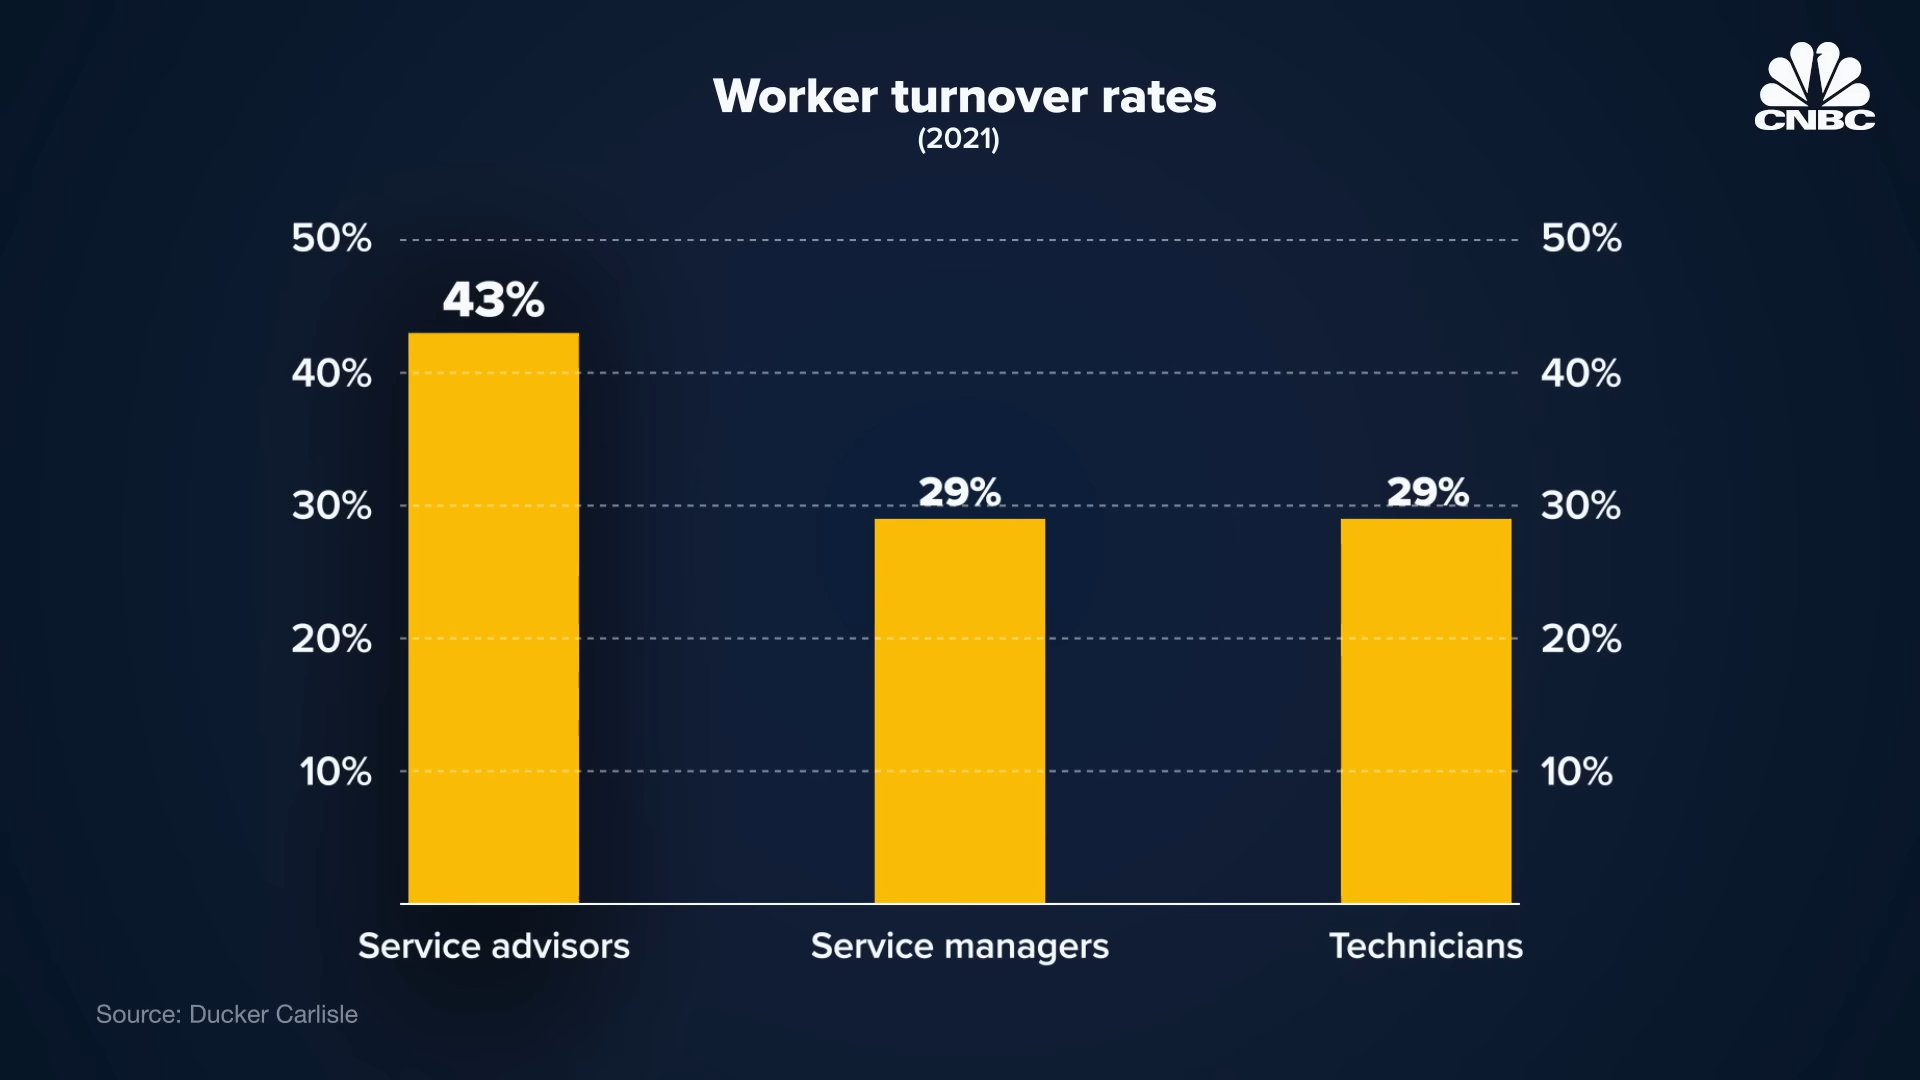 Worker turnover rates
(2021)
CNBC
50% 50%
43%
40% 40%
29% 29%
30% 30%
20% 20%
10% 10%
Service advisors Service managers Technicians
Source: Ducker Carlisle